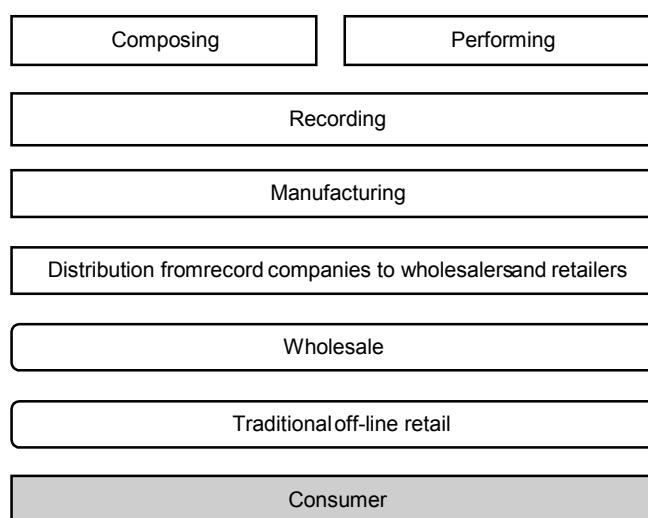 Composing
Performing
Recording
Manufacturing
Distribution fromrecord companies to wholesalersand retailers
Wholesale
Traditionaloff-line retail
Consumer